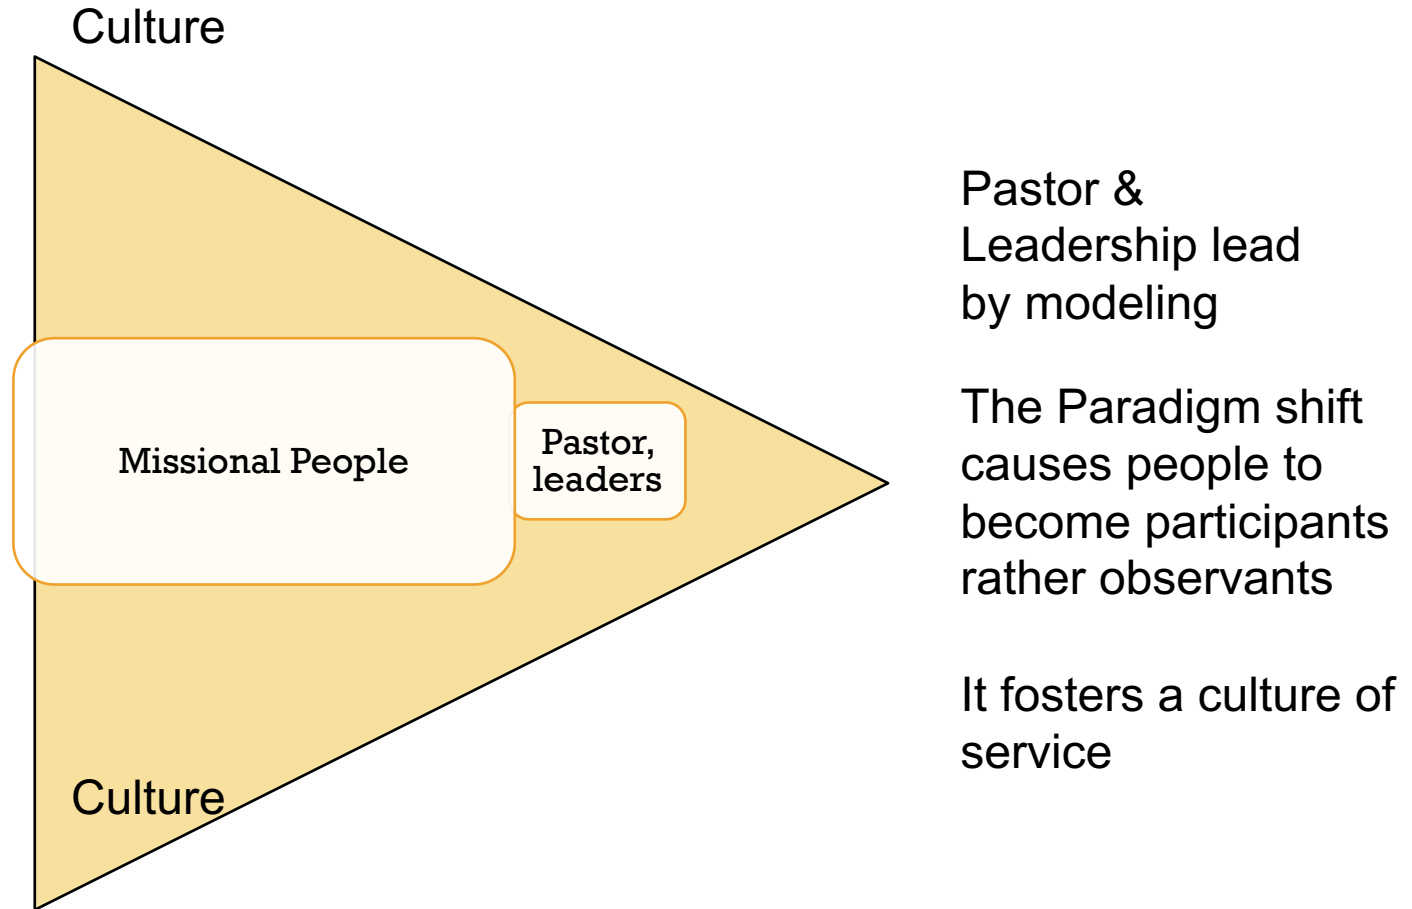 Culture
Missional People
Pastor,
leaders
Culture
Pastor &
Leadership lead
by modeling
The Paradigm shift
causes people to
become participants
rather observants
It fosters a culture of
service